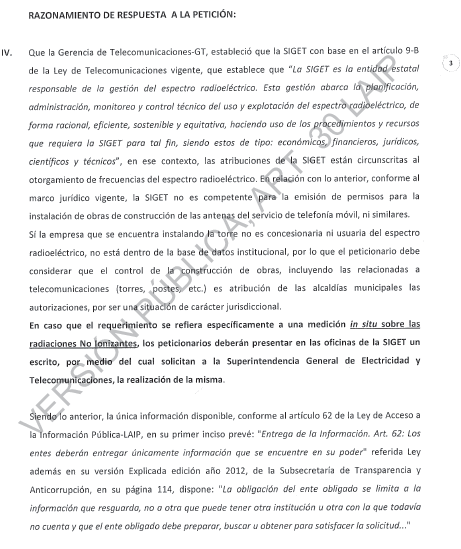 RAZONAMIENTO DE RESPUESTA A LA PETICIÓN:
IV. Que la Gerencia de Telecomunicaciones-GT, estableció que la SIGET con base en el artículo 9-B
3
de la Ley de Telecomunicaciones vigente, que establece que "La SIGET es la entidad estatal
responsable de la gestión del espectro radioeléctrico. Esta gestión abarca la planificación,
administración, monitoreo y control técnico del uso y explotación del espectro radioeléctrico, de
forma racional, eficiente, sostenible y equitativa, haciendo uso de los procedimientos y recursos
que requiera la SIGET para tal fin, siendo estos de tipo: económicos, financieros, jurídicos,
científicos y técnicos", en ese contexto, las atribuciones de la SIGET están circunscritas al
otorgamiento de frecuencias del espectro radioeléctrico. En relación con lo anterior, conforme al
marco jurídico vigente, la SIGET no es competente para la emisión de permisos para la
instalación de obras de construcción de las antenas del servicio de telefonía móvil, ni similares.
Sí la empresa que se encuentra instalando la torre no es concesionaria ni usuaria del espectro
radioeléctrico, no está dentro de la base de datos institucional, por lo que el peticionario debe
considerar que el control de la construcción de obras, incluyendo las relacionadas a
telecomunicaciones (torres, postes, etc.) es atribución de las alcaldías municipales las
autorizaciones, por ser una situación de carácter jurisdiccional.
En caso que el requerimiento se refiera específicamente a una medición in situ sobre las
radiaciones No Ionizantes, los peticionarios deberán presentar en las oficinas de la SIGET un
escrito, por medio del cual solicitan a la Superintendencia General de Electricidad y
Telecomunicaciones, la realización de la misma.
Siendo lo anterior, la única información disponible, conforme al artículo 62 de la Ley de Acceso a
la Información Pública-LAIP, en su primer inciso prevé: "Entrega de la Información. Art. 62: Los
entes deberán entregar únicamente información que se encuentre en su poder" referida Ley
además en su versión Explicada edición año 2012, de la Subsecretaría de Transparencia y
Anticorrupción, en su página 114, dispone: "La obligación del ente obligado se limita a la
información que resguarda, no a otra que puede tener otra institución u otra con la que todavía
no cuenta y que el ente obligado debe preparar, buscar u obtener para satisfacer la solicitud..."
VERSIÓN PÚBLICA, ART. 30 LAIP